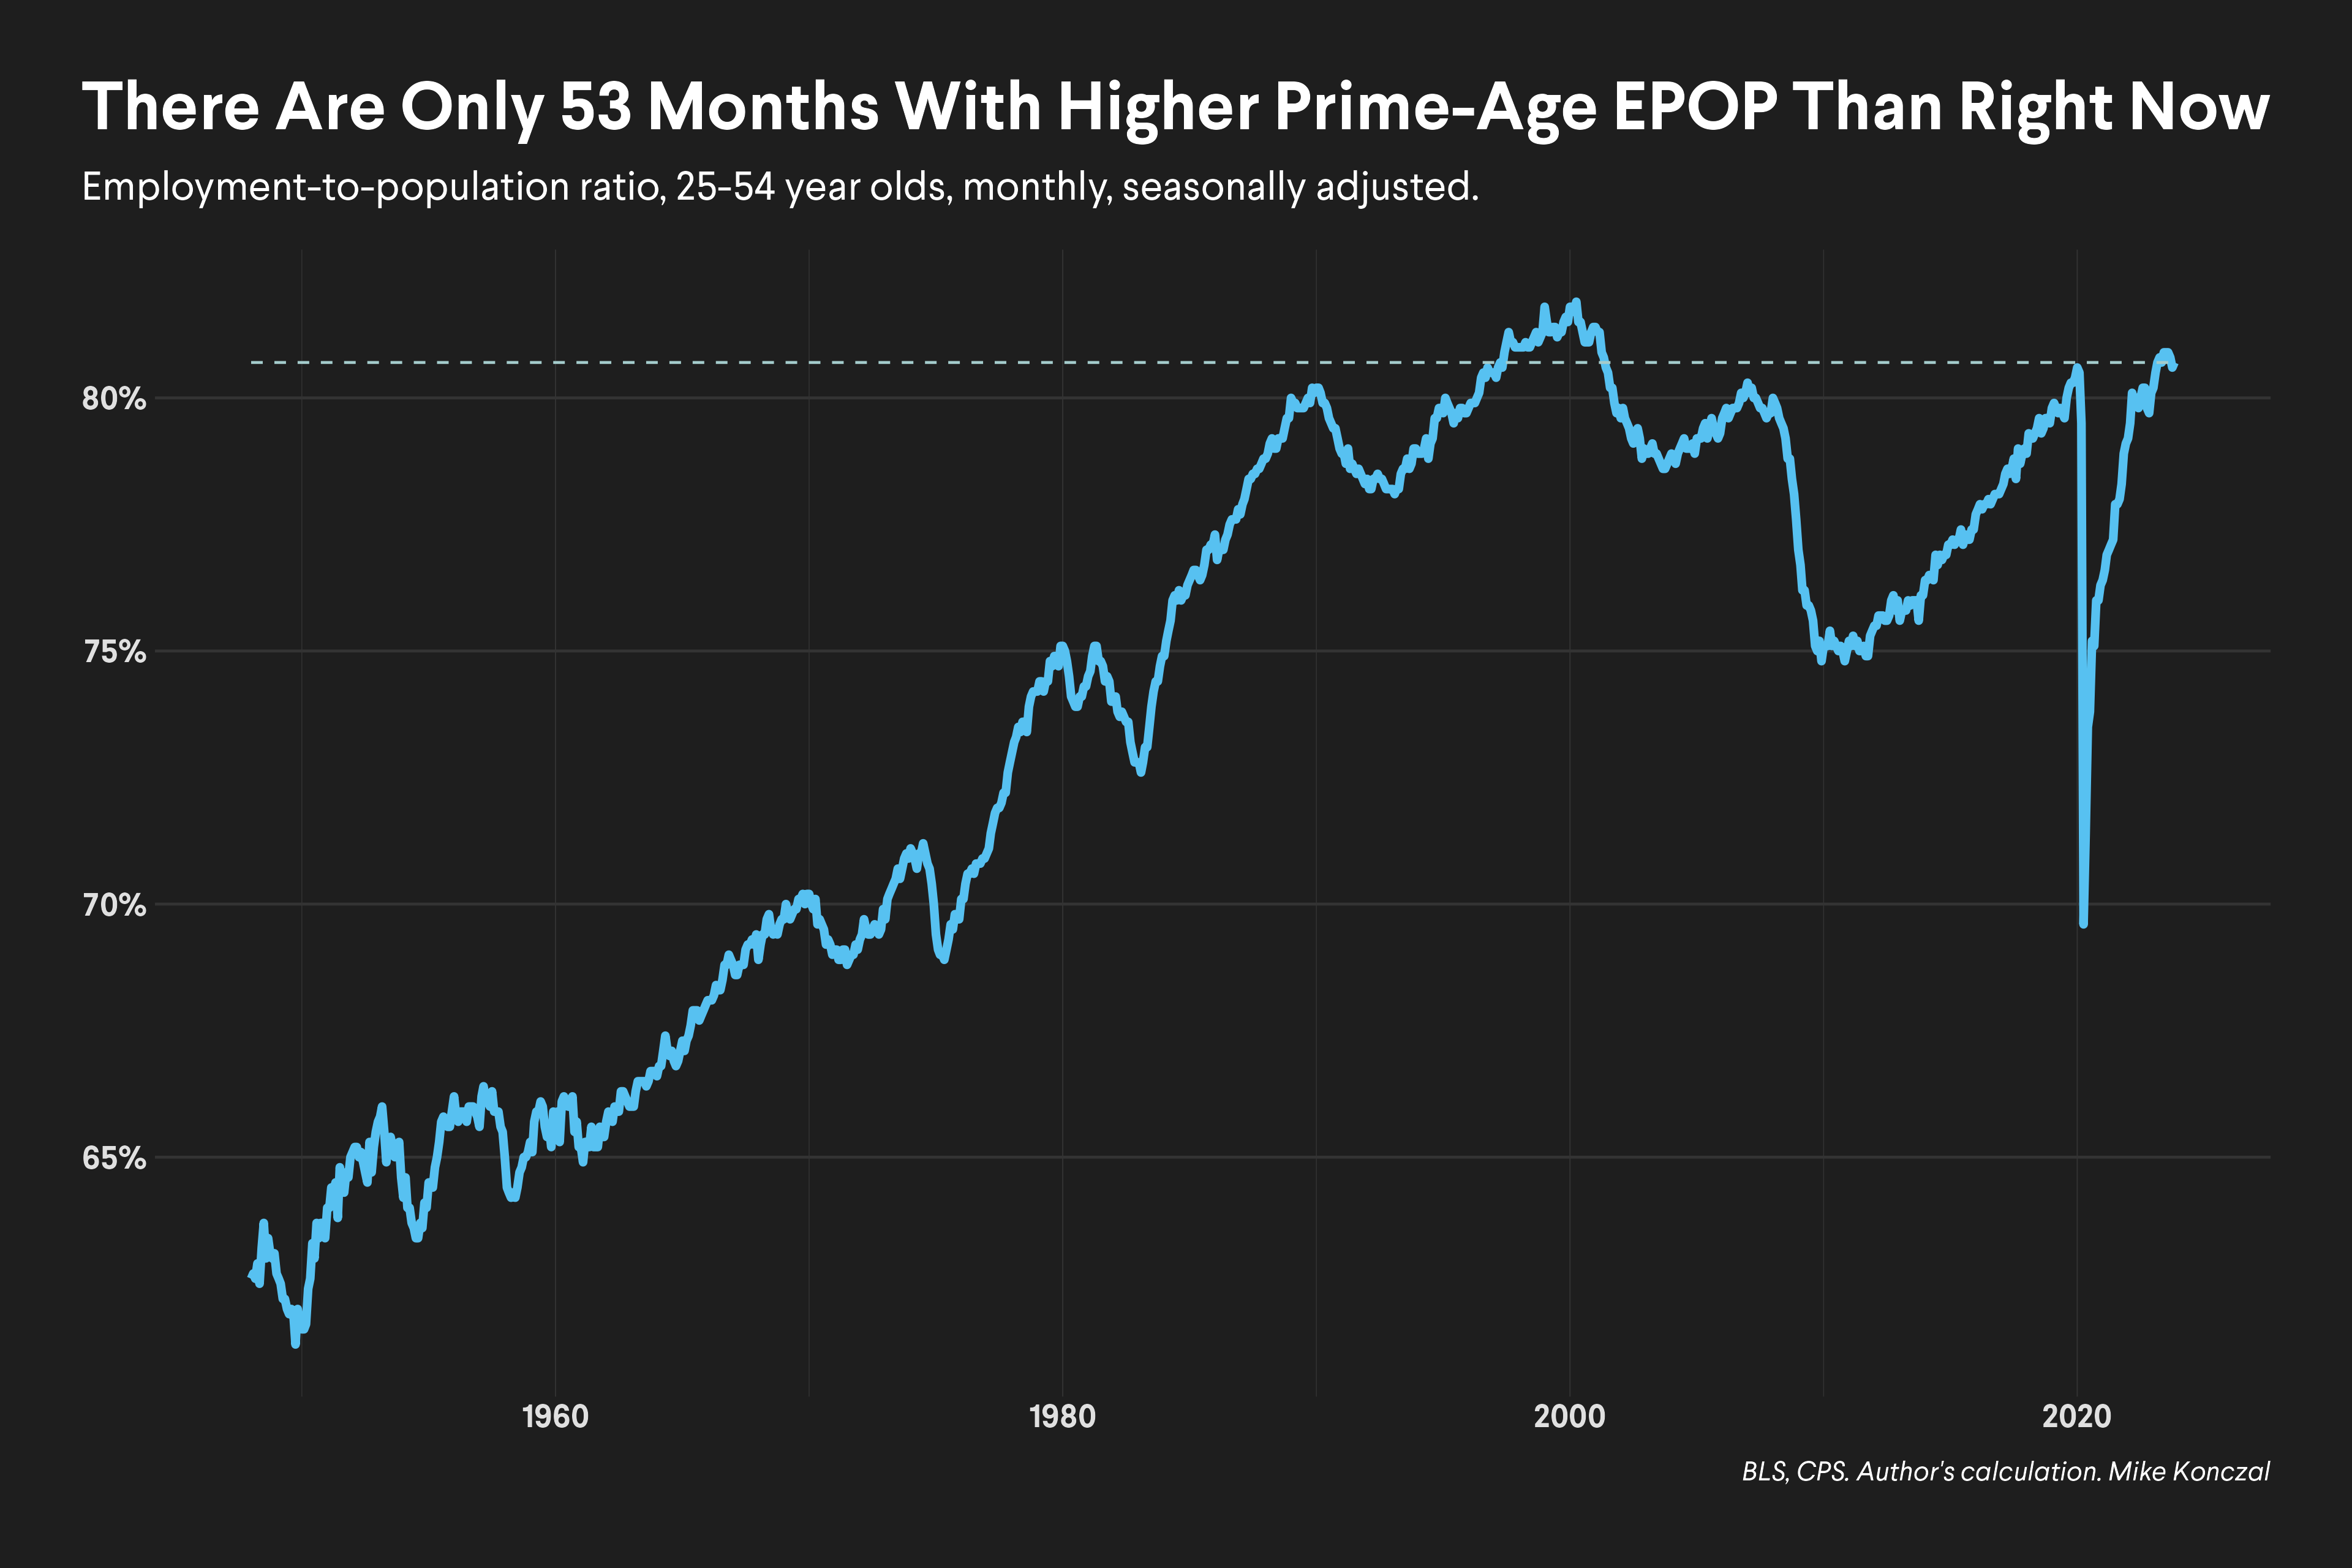 There Are Only 53 Months With Higher Prime-Age EPOP Than Right Now
Employment-to-population ratio, 25-54 year olds, monthly, seasonally adjusted.
80%
75%
70%
65%
1960 1980 2000 2020
BLS, CPS. Author's calculation. Mike Konczal